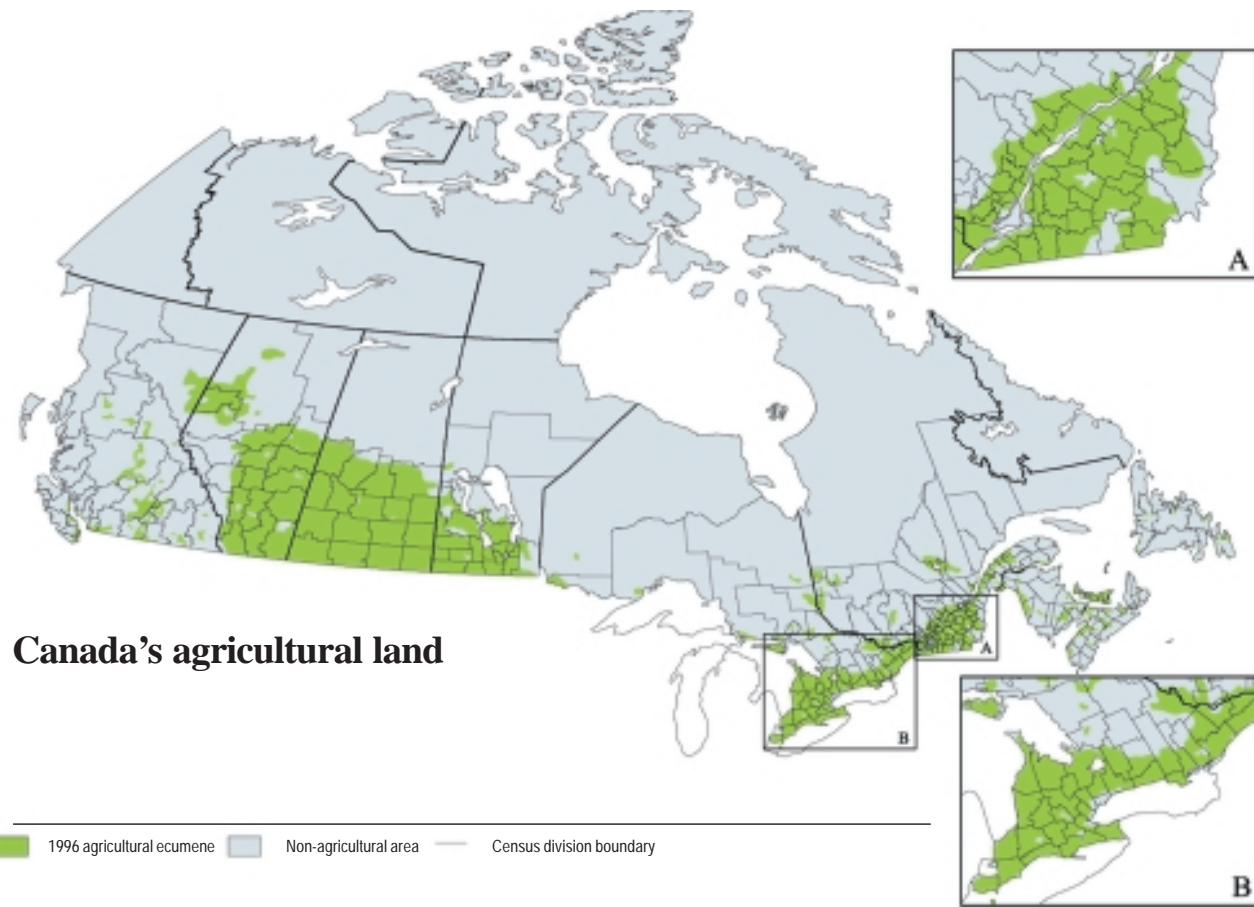 A
Canada's agricultural land
A
B
1996 agricultural ecumene Non-agricultural area Census division boundary
B